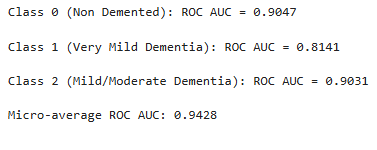 Class 0 (Non Demented): ROC AUC = 0.9047
Class 1 (Very Mild Dementia): ROC AUC = 0.8141
Class 2 (Mild/Moderate Dementia): ROC AUC = 0.9031
Micro-average ROC AUC: 0.9428